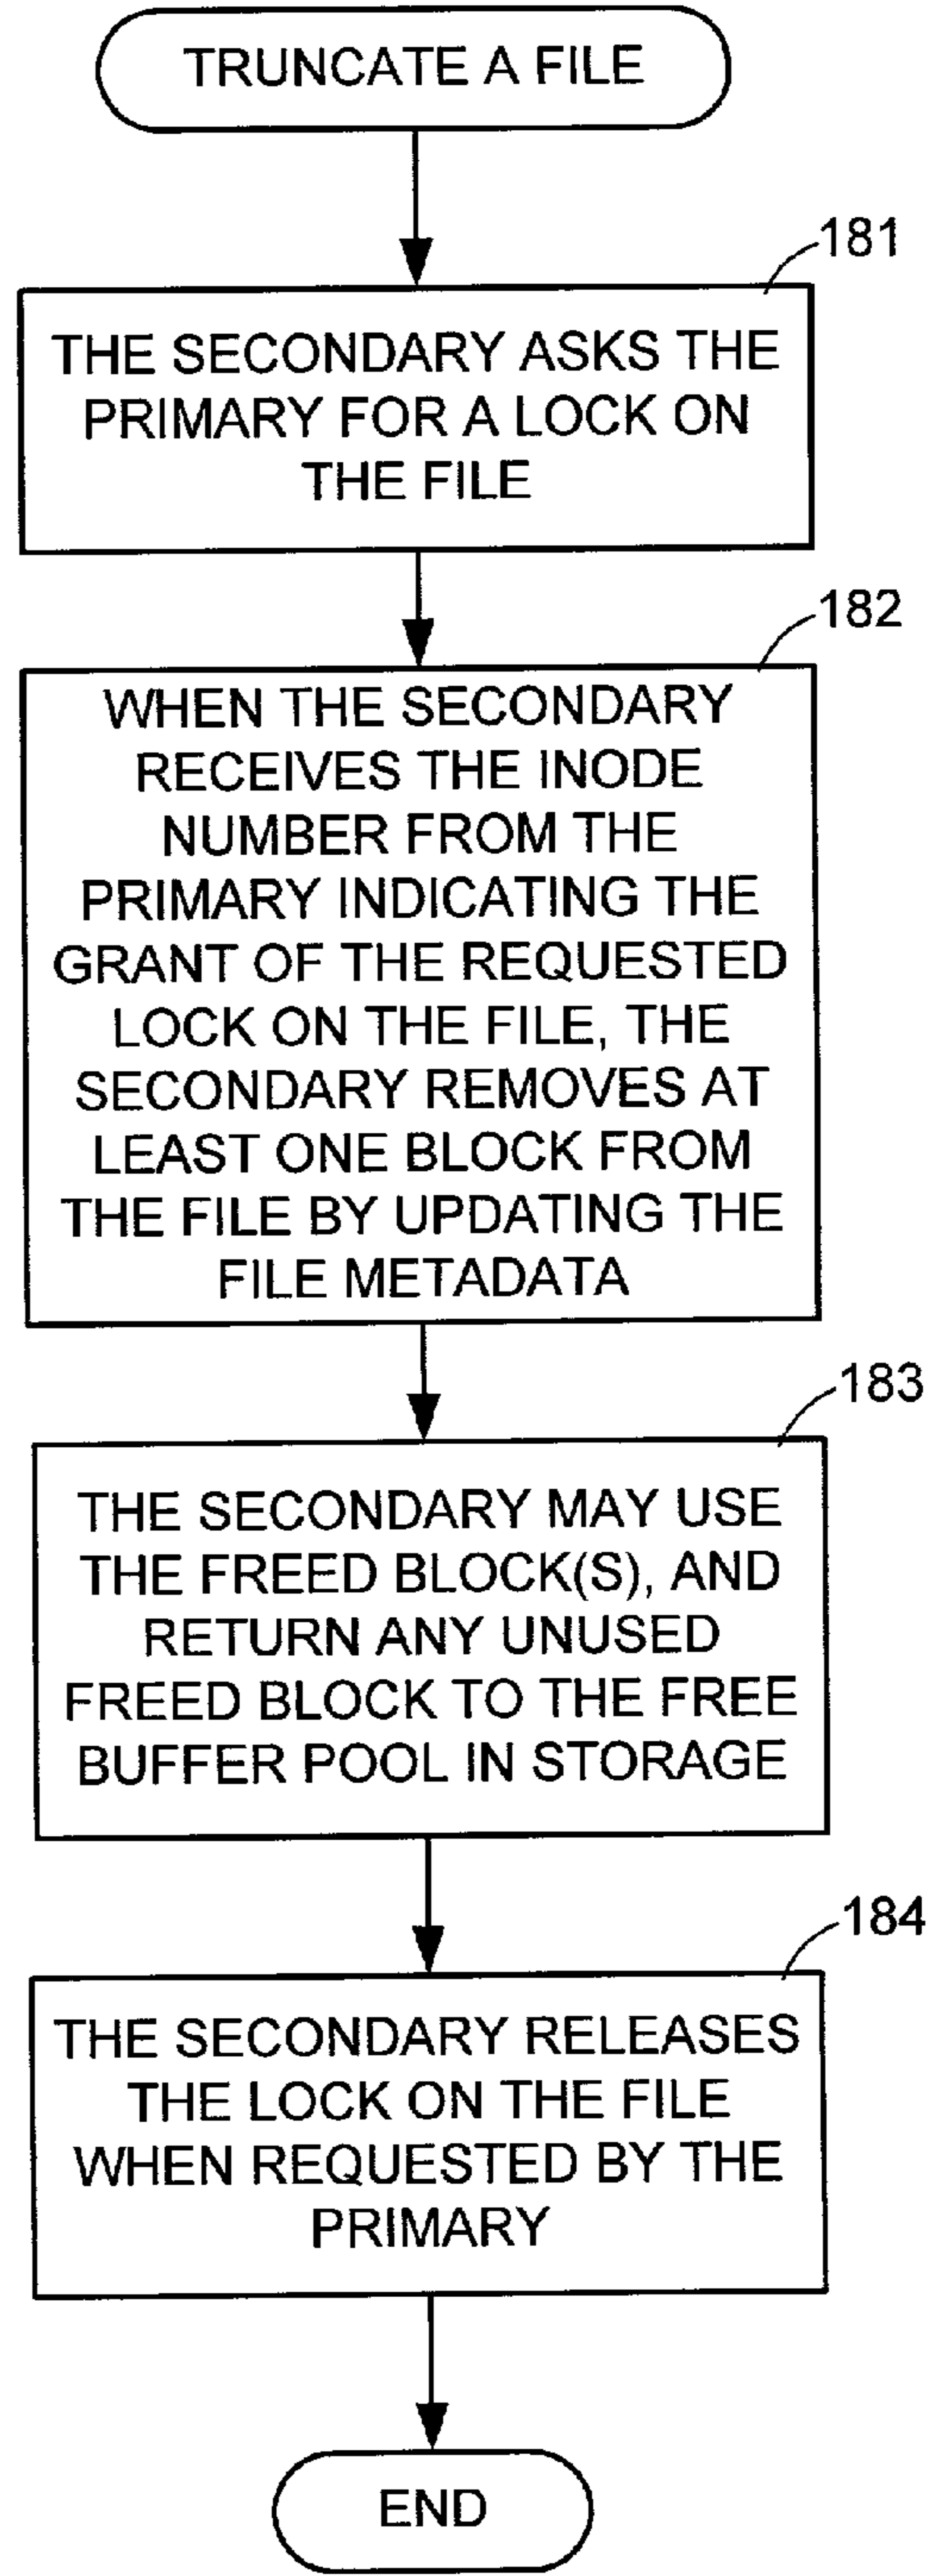 TRUNCATE A FILE
181
THE SECONDARY ASKS THE
PRIMARY FOR A LOCK ON
THE FILE
182
WHEN THE SECONDARY
RECEIVES THE INODE
NUMBER FROM THE
PRIMARY INDICATING THE
GRANT OF THE REQUESTED
LOCK ON THE FILE, THE
SECONDARY REMOVES AT
LEAST ONE BLOCK FROM
THE FILE BY UPDATING THE
FILE METADATA
183
THE SECONDARY MAY USE
THE FREED BLOCK(S), AND
RETURN ANY UNUSED
FREED BLOCK TO THE FREE
BUFFER POOL IN STORAGE
184
THE SECONDARY RELEASES
THE LOCK ON THE FILE
WHEN REQUESTED BY THE
PRIMARY
END